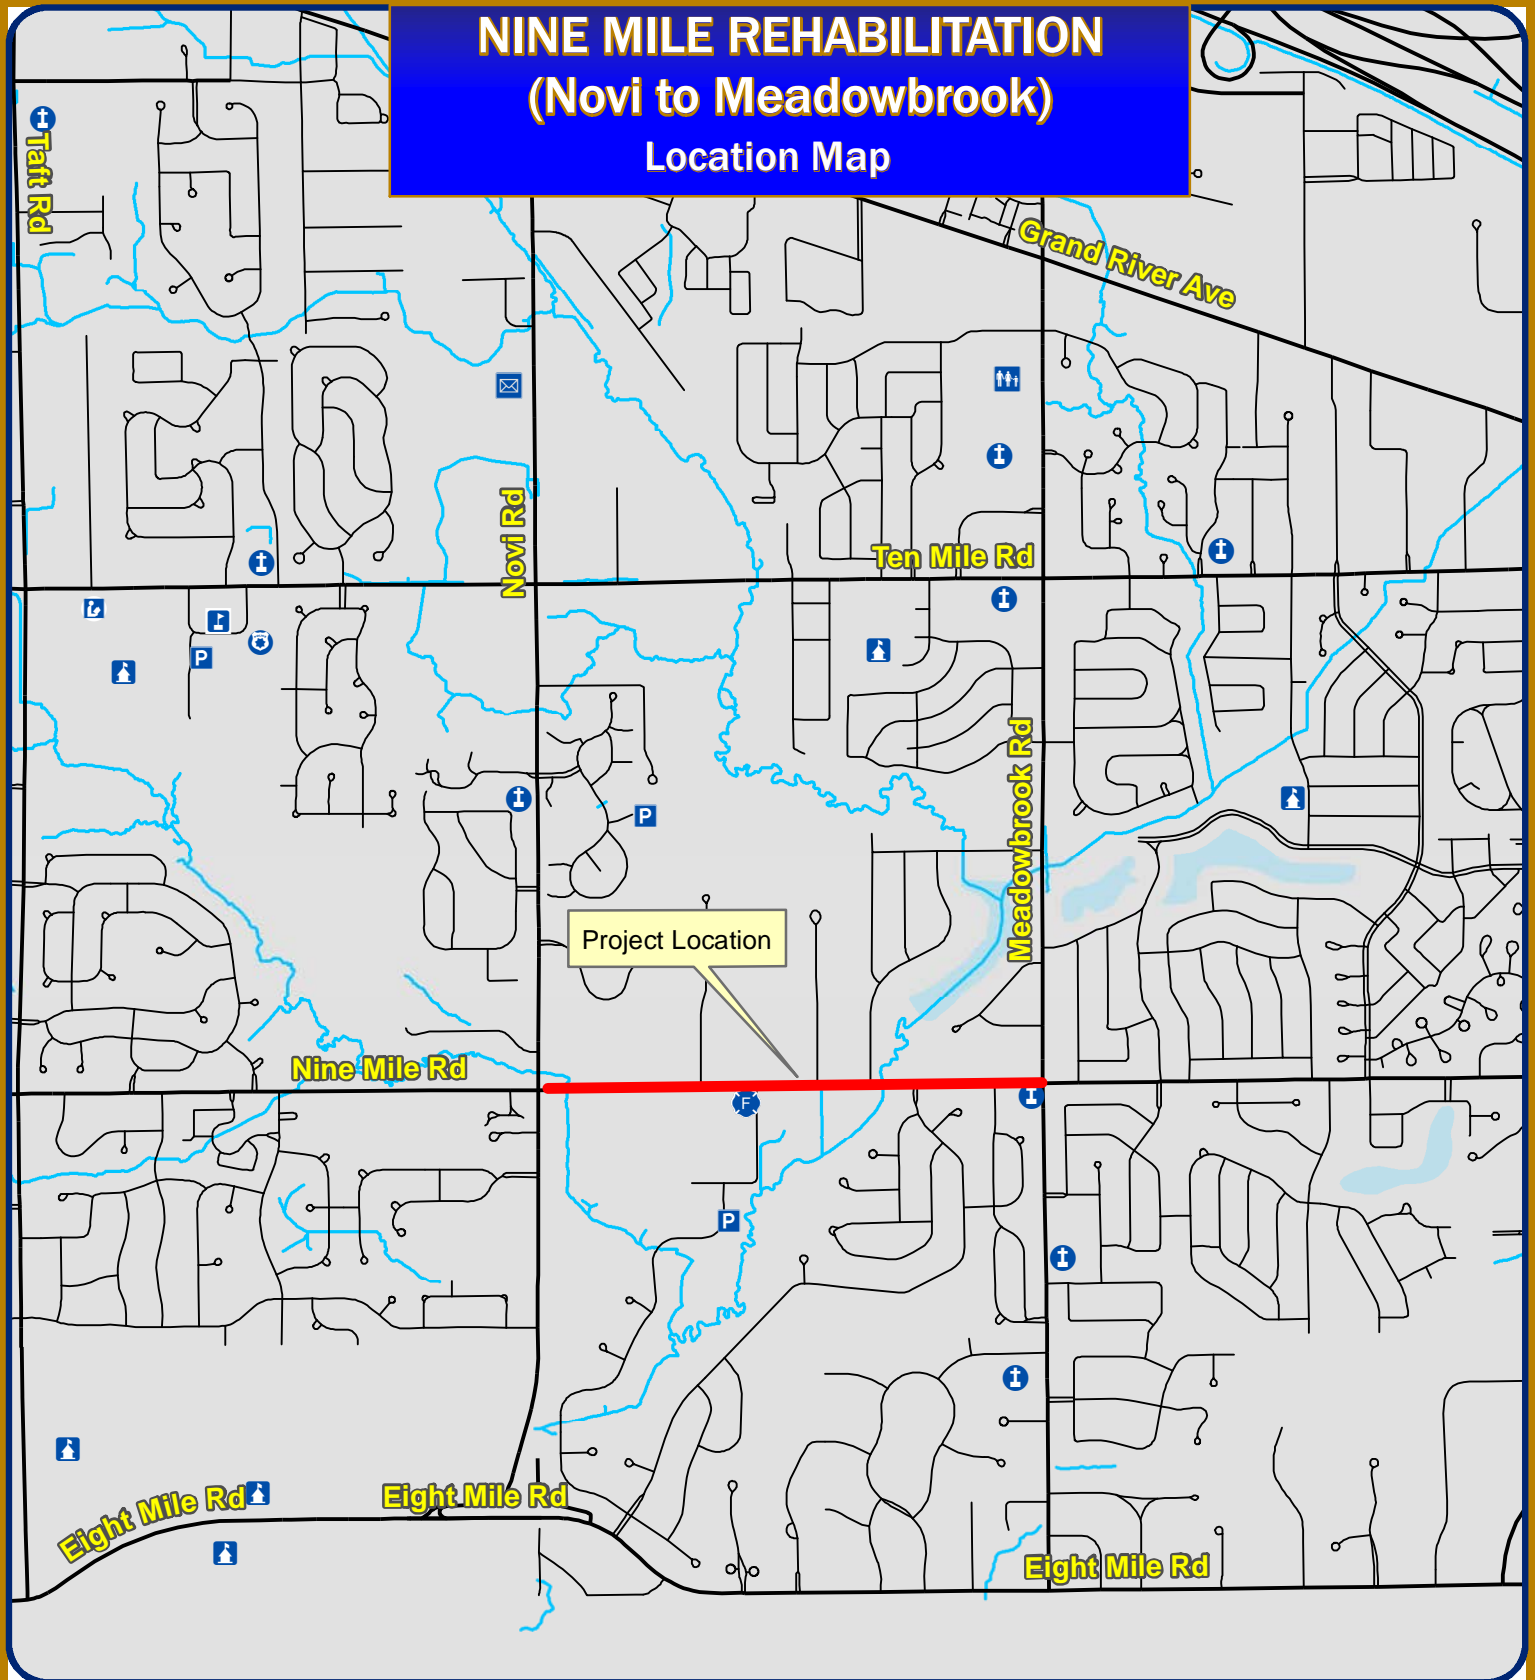 NINE MILE REHABILITATION
(Novi to Meadowbrook)
Location Map
Taft Rd
Grand River Ave
Novi Rd
Ten Mile Rd
P
Meadowbrook Rd
P
Project Location
Nine Mile Rd
F
P
Eight Mile Rd
Eight Mile Rd
Eight Mile Rd